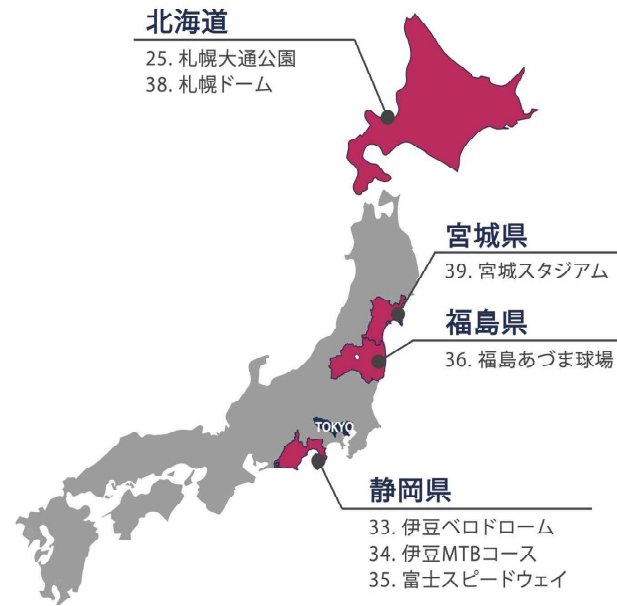 北海道
25. 札幌大通公園
38. 札幌ドーム
宮城県
39. 宮城スタジアム
福島県
36. 福島あづま球場
TOKYO
静岡県
33. 伊豆ベロドローム
34. 伊豆MTBコース
35. 富士スピードウェイ